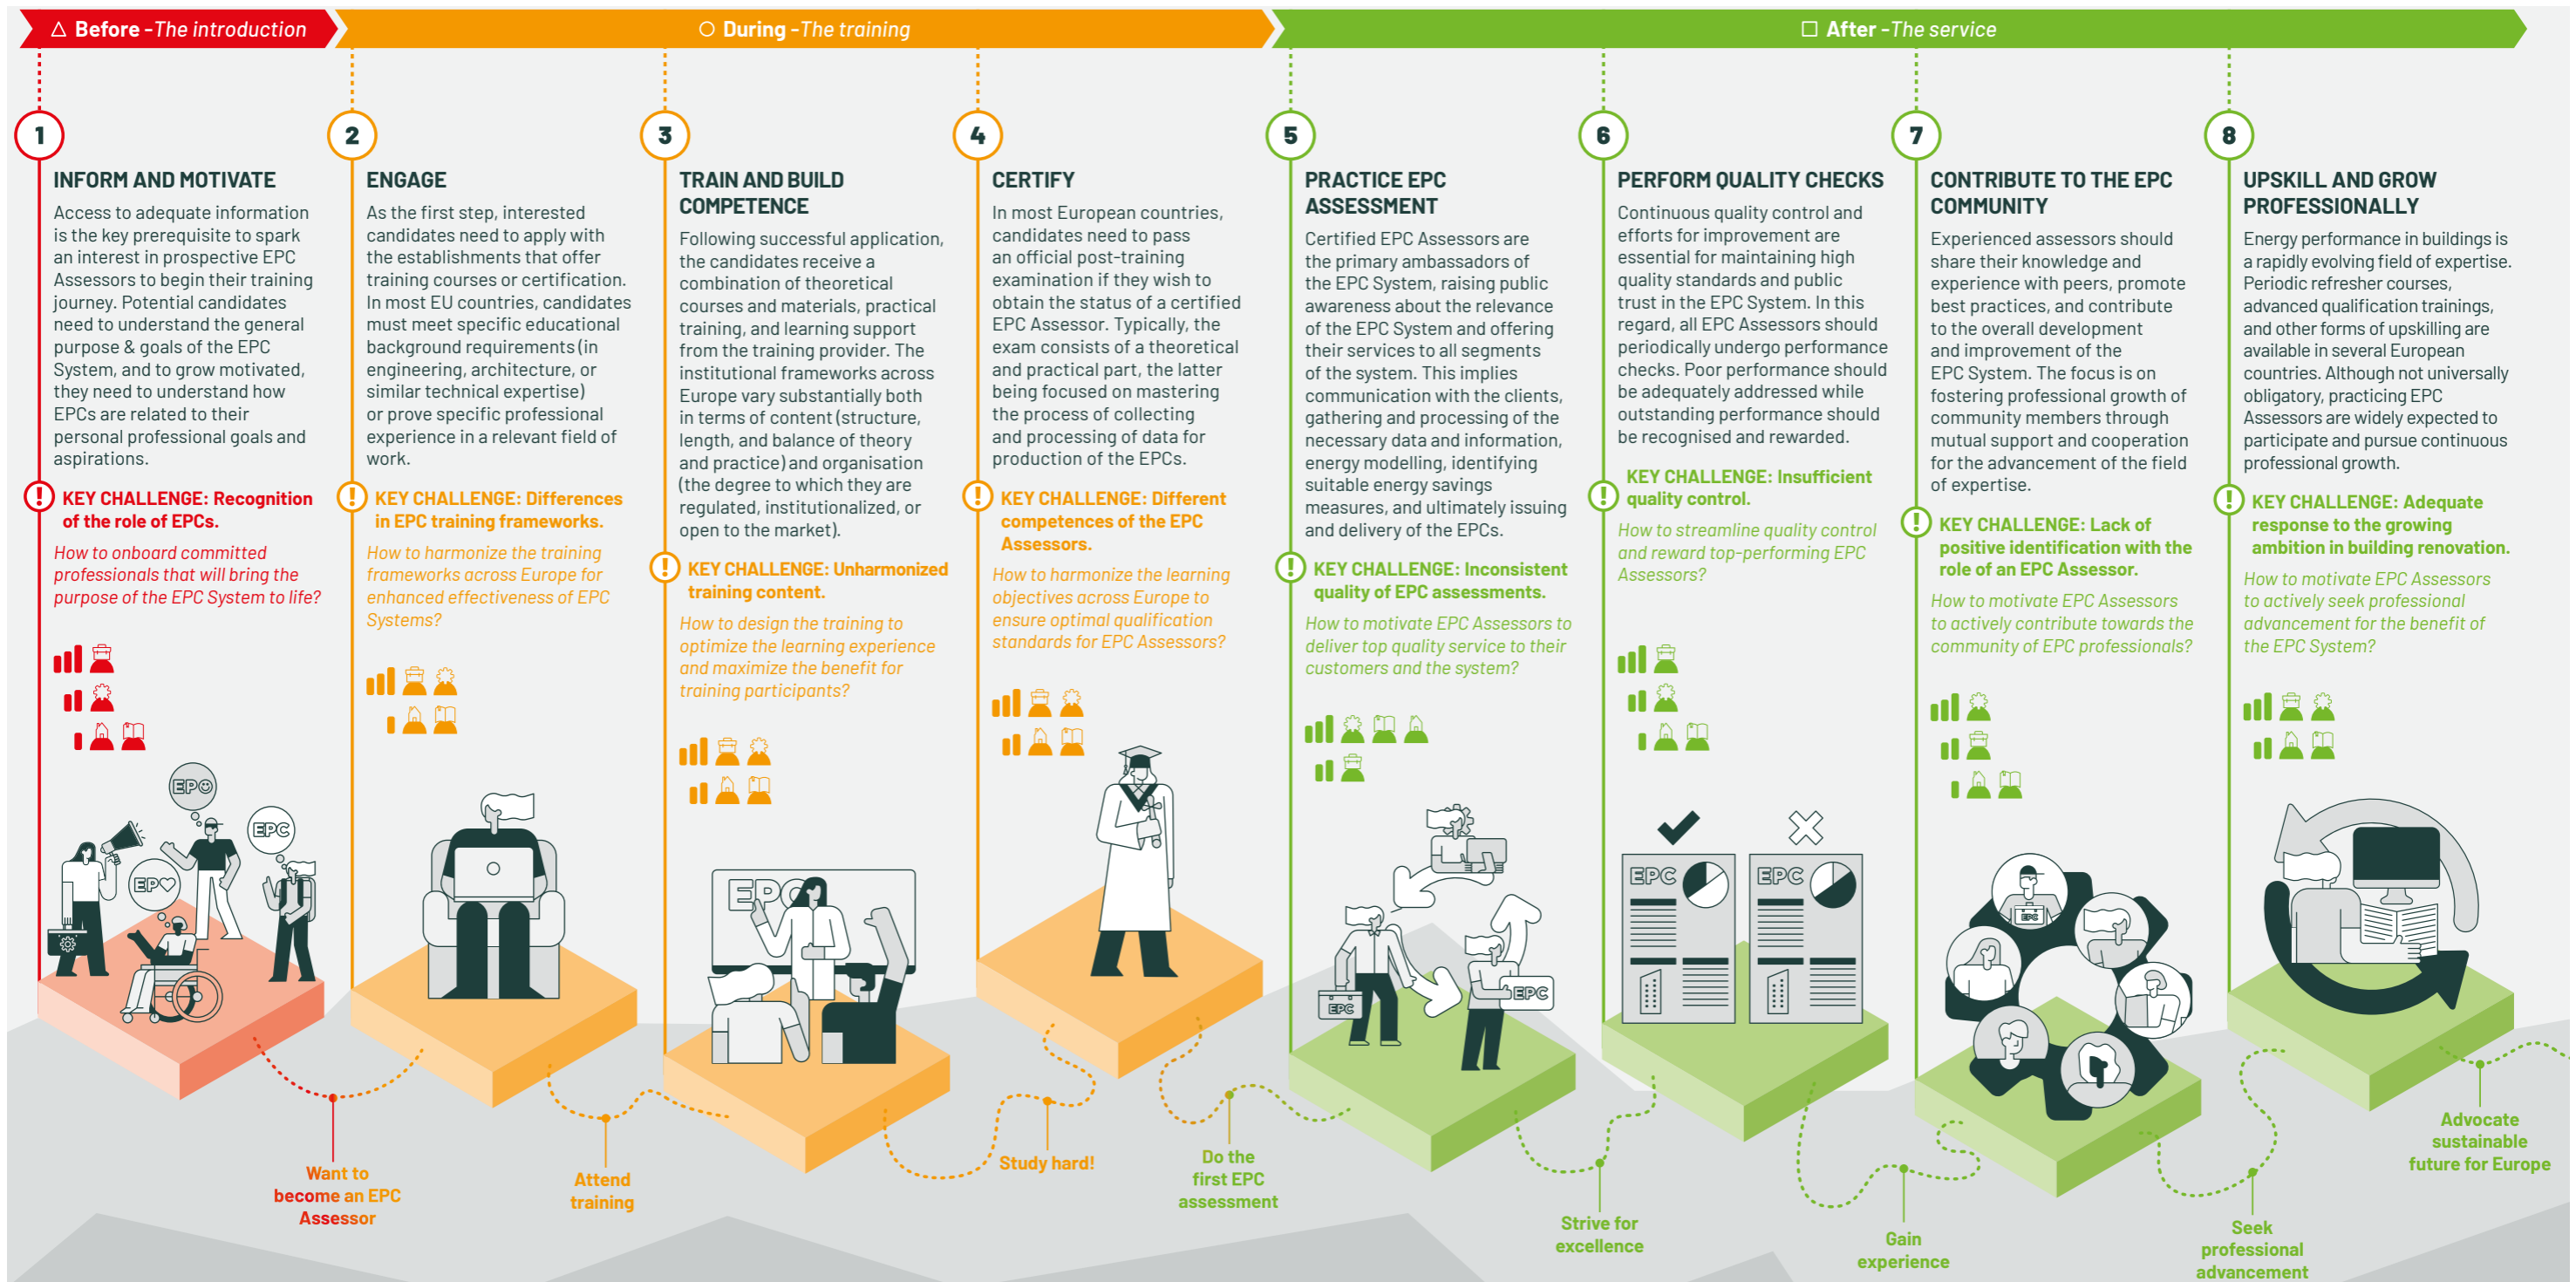 △ Before -The introduction
○ During -The training
□ After -The service
1
INFORM AND MOTIVATE
Access to adequate information
is the key prerequisite to spark
an interest in prospective EPC
Assessors to begin their training
journey. Potential candidates
need to understand the general
purpose & goals of the EPC
System, and to grow motivated,
they need to understand how
EPCs are related to their
personal professional goals and
aspirations.
! KEY CHALLENGE: Recognition
of the role of EPCs.
How to onboard committed
professionals that will bring the
purpose of the EPC System to life?
EP
EPC
EP
Want to
become an EPC
Assessor
2
ENGAGE
As the first step, interested
candidates need to apply with
the establishments that offer
training courses or certification.
In most EU countries, candidates
must meet specific educational
background requirements (in
engineering, architecture, or
similar technical expertise)
or prove specific professional
experience in a relevant field of
work.
! KEY CHALLENGE: Differences
in EPC training frameworks.
How to harmonize the training
frameworks across Europe for
enhanced effectiveness of EPC
Systems?
Attend
training
3
TRAIN AND BUILD
COMPETENCE
Following successful application,
the candidates receive a
combination of theoretical
courses and materials, practical
training, and learning support
from the training provider. The
institutional frameworks across
Europe vary substantially both
in terms of content (structure,
length, and balance of theory
and practice) and organisation
(the degree to which they are
regulated, institutionalized, or
open to the market).
! KEY CHALLENGE: Unharmonized
training content.
How to design the training to
optimize the learning experience
and maximize the benefit for
training participants?
EPC
Study hard!
4
CERTIFY
In most European countries,
candidates need to pass
an official post-training
examination if they wish to
obtain the status of a certified
EPC Assessor. Typically, the
exam consists of a theoretical
and practical part, the latter
being focused on mastering
the process of collecting
and processing of data for
production of the EPCs.
! KEY CHALLENGE: Different
competences of the EPC
Assessors.
How to harmonize the learning
objectives across Europe to
ensure optimal qualification
standards for EPC Assessors?
Do the
first EPC
assessment
5
PRACTICE EPC
ASSESSMENT
Certified EPC Assessors are
the primary ambassadors of
the EPC System, raising public
awareness about the relevance
of the EPC System and offering
their services to all segments
of the system. This implies
communication with the clients,
gathering and processing of the
necessary data and information,
energy modelling, identifying
suitable energy savings
measures, and ultimately issuing
and delivery of the EPCs.
! KEY CHALLENGE: Inconsistent
quality of EPC assessments.
How to motivate EPC Assessors to
deliver top quality service to their
customers and the system?
EPC
EPC
Strive for
excellence
6
PERFORM QUALITY CHECKS
Continuous quality control and
efforts for improvement are
essential for maintaining high
quality standards and public
trust in the EPC System. In this
regard, all EPC Assessors should
periodically undergo performance
checks. Poor performance should
be adequately addressed while
outstanding performance should
be recognised and rewarded.
! KEY CHALLENGE: Insufficient
quality control.
How to streamline quality control
and reward top-performing EPC
Assessors?
EPC
EPC
Gain
experience
7
CONTRIBUTE TO THE EPC
COMMUNITY
Experienced assessors should
share their knowledge and
experience with peers, promote
best practices, and contribute
to the overall development
and improvement of the
EPC System. The focus is on
fostering professional growth of
community members through
mutual support and cooperation
for the advancement of the field
of expertise.
! KEY CHALLENGE: Lack of
positive identification with the
role of an EPC Assessor.
How to motivate EPC Assessors
to actively contribute towards the
community of EPC professionals?
EPC
Seek
professional
advancement
8
UPSKILL AND GROW
PROFESSIONALLY
Energy performance in buildings is
a rapidly evolving field of expertise.
Periodic refresher courses,
advanced qualification trainings,
and other forms of upskilling are
available in several European
countries. Although not universally
obligatory, practicing EPC
Assessors are widely expected to
participate and pursue continuous
professional growth.
! KEY CHALLENGE: Adequate
response to the growing
ambition in building renovation.
How to motivate EPC Assessors
to actively seek professional
advancement for the benefit of
the EPC System?
Advocate
sustainable
future for Europe